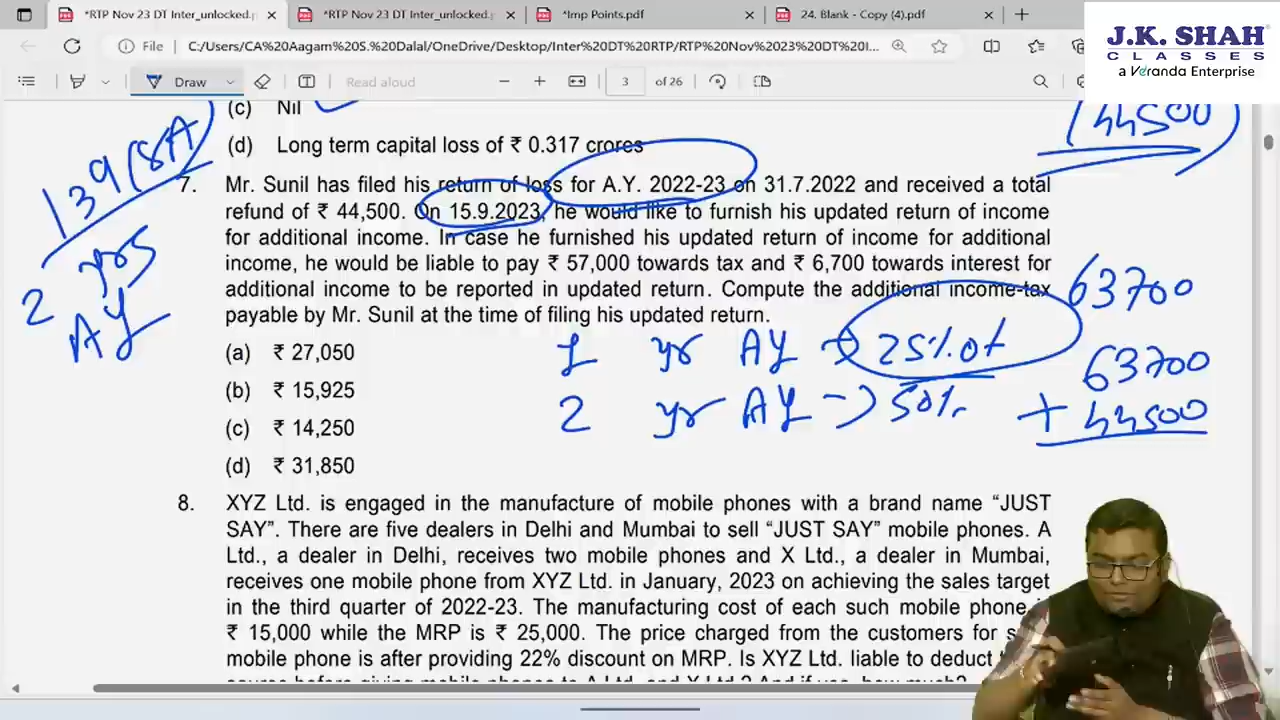 *RTP Nov 23 DT Inter_unlocked.p
*RTP Nov 23 DT Inter_unlocked.p
*Imp Points.pdf
24. Blank - Copy (4).pdf
J.K. SHAH
CLASSES
a Veranda Enterprise
File
C:/Users/CA%20Aagam%20S.%20Dalal/OneDrive/Desktop/Inter%20DT%20RTP/RTP%20Nov%2023%20DT%20I...
Draw
Read aloud
3 of 26
(c) Nil
(44500)
139(8A)
2 yrs
AY
(d) Long term capital loss of ₹ 0.317 crores
7. Mr. Sunil has filed his return of loss for A.Y. 2022-23 on 31.7.2022 and received a total
refund of ₹ 44,500. On 15.9.2023, he would like to furnish his updated return of income
for additional income. In case he furnished his updated return of income for additional
income, he would be liable to pay ₹ 57,000 towards tax and ₹ 6,700 towards interest for
additional income to be reported in updated return. Compute the additional income-tax
payable by Mr. Sunil at the time of filing his updated return.
63700
(a) ₹ 27,050
1 yr AY → 25% of
63700
(b) ₹ 15,925
2 yr AY → 50%
+ 44500
(c) ₹ 14,250
(d) ₹ 31,850
8. XYZ Ltd. is engaged in the manufacture of mobile phones with a brand name “JUST
SAY”. There are five dealers in Delhi and Mumbai to sell “JUST SAY” mobile phones. A
Ltd., a dealer in Delhi, receives two mobile phones and X Ltd., a dealer in Mumbai,
receives one mobile phone from XYZ Ltd. in January, 2023 on achieving the sales target
in the third quarter of 2022-23. The manufacturing cost of each such mobile phone
₹ 15,000 while the MRP is ₹ 25,000. The price charged from the customers for
mobile phone is after providing 22% discount on MRP. Is XYZ Ltd. liable to deduct